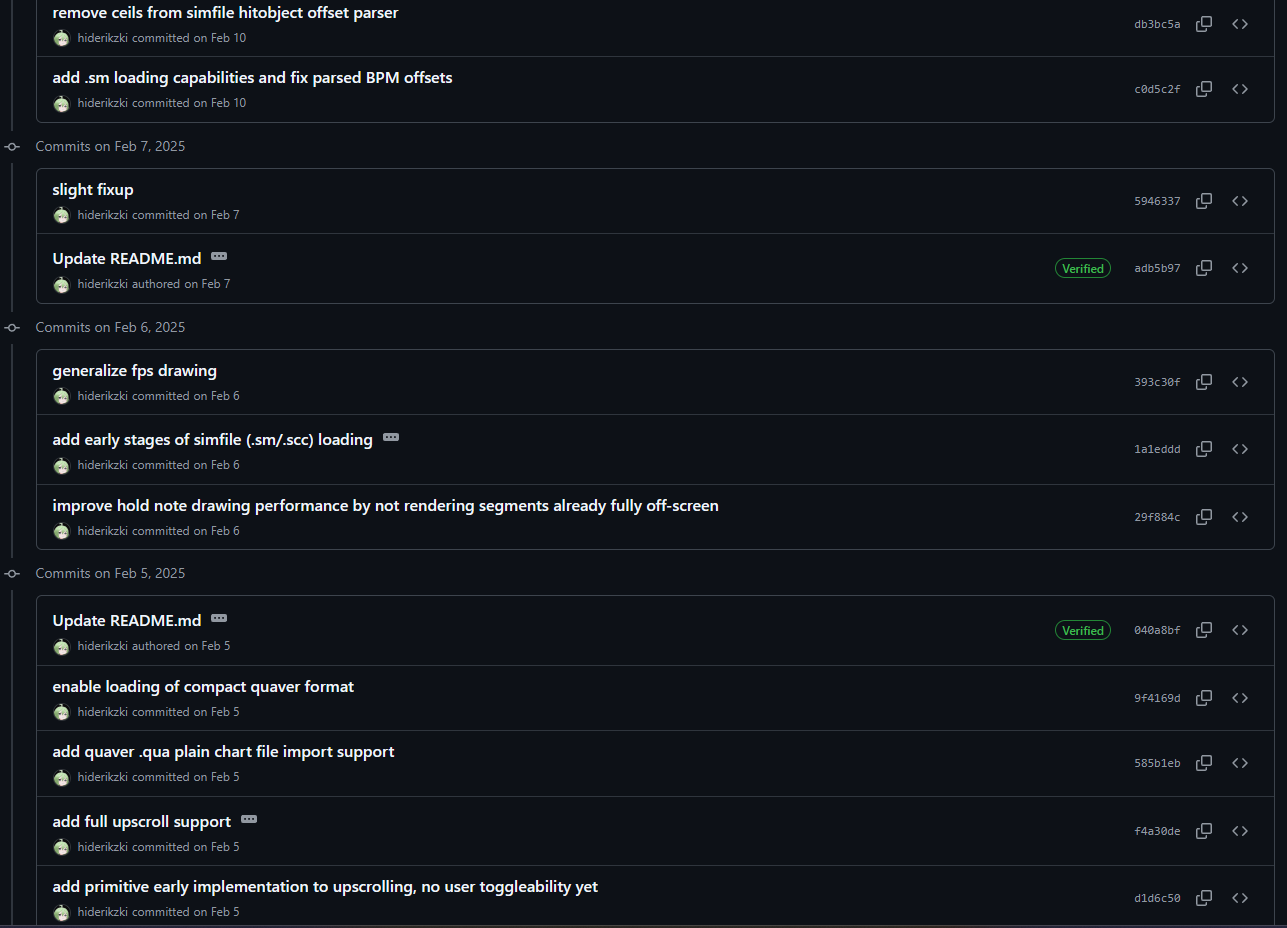 remove ceils from simfile hitobject offset parser
hiderikzki committed on Feb 10
db3bc5a
add .sm loading capabilities and fix parsed BPM offsets
hiderikzki committed on Feb 10
c0d5c2f
Commits on Feb 7, 2025
slight fixup
hiderikzki committed on Feb 7
5946337
Update README.md
hiderikzki authored on Feb 7
Verified adb5b97
Commits on Feb 6, 2025
generalize fps drawing
hiderikzki committed on Feb 6
393c30f
add early stages of simfile (.sm/.scc) loading
hiderikzki committed on Feb 6
1a1eddd
improve hold note drawing performance by not rendering segments already fully off-screen
hiderikzki committed on Feb 6
29f884c
Commits on Feb 5, 2025
Update README.md
hiderikzki authored on Feb 5
Verified 040a8bf
enable loading of compact quaver format
hiderikzki committed on Feb 5
9f4169d
add quaver .qua plain chart file import support
hiderikzki committed on Feb 5
585b1eb
add full upscroll support
hiderikzki committed on Feb 5
f4a30de
add primitive early implementation to upscrolling, no user toggleability yet
hiderikzki committed on Feb 5
d1d6c50